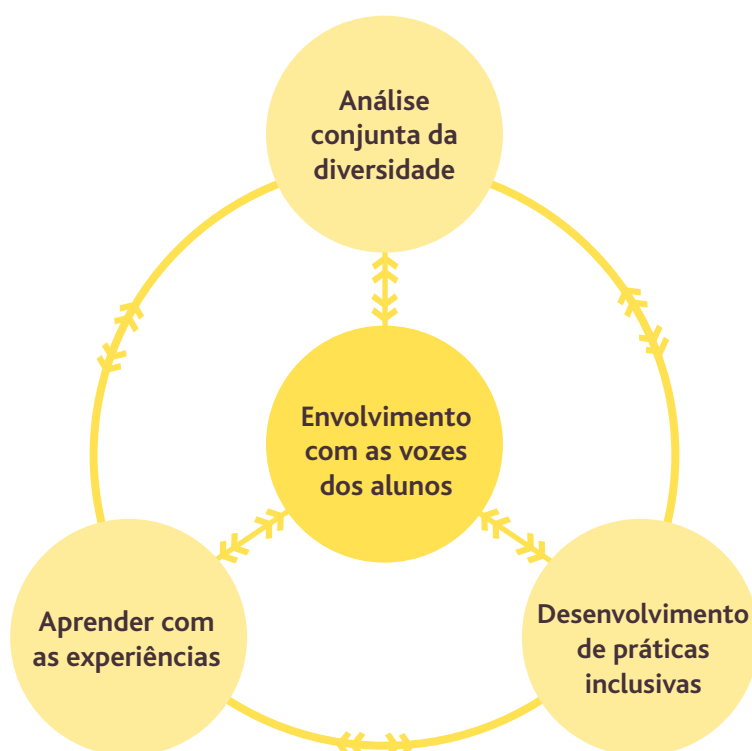 Análise
conjunta da
diversidade
Envolvimento
com as vozes
dos alunos
Aprender com
as experiências
Desenvolvimento
de práticas
inclusivas